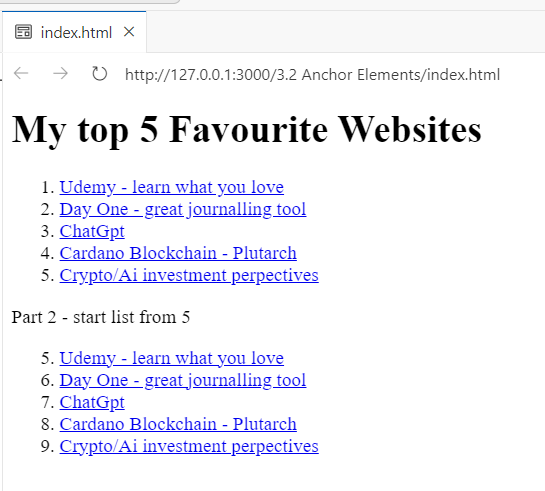 index.html
http://127.0.0.1:3000/3.2 Anchor Elements/index.html
My top 5 Favourite Websites
1. Udemy - learn what you love
2. Day One - great journalling tool
3. ChatGpt
4. Cardano Blockchain - Plutarch
5. Crypto/Ai investment perpectives
Part 2 - start list from 5
5. Udemy - learn what you love
6. Day One - great journalling tool
7. ChatGpt
8. Cardano Blockchain - Plutarch
9. Crypto/Ai investment perpectives